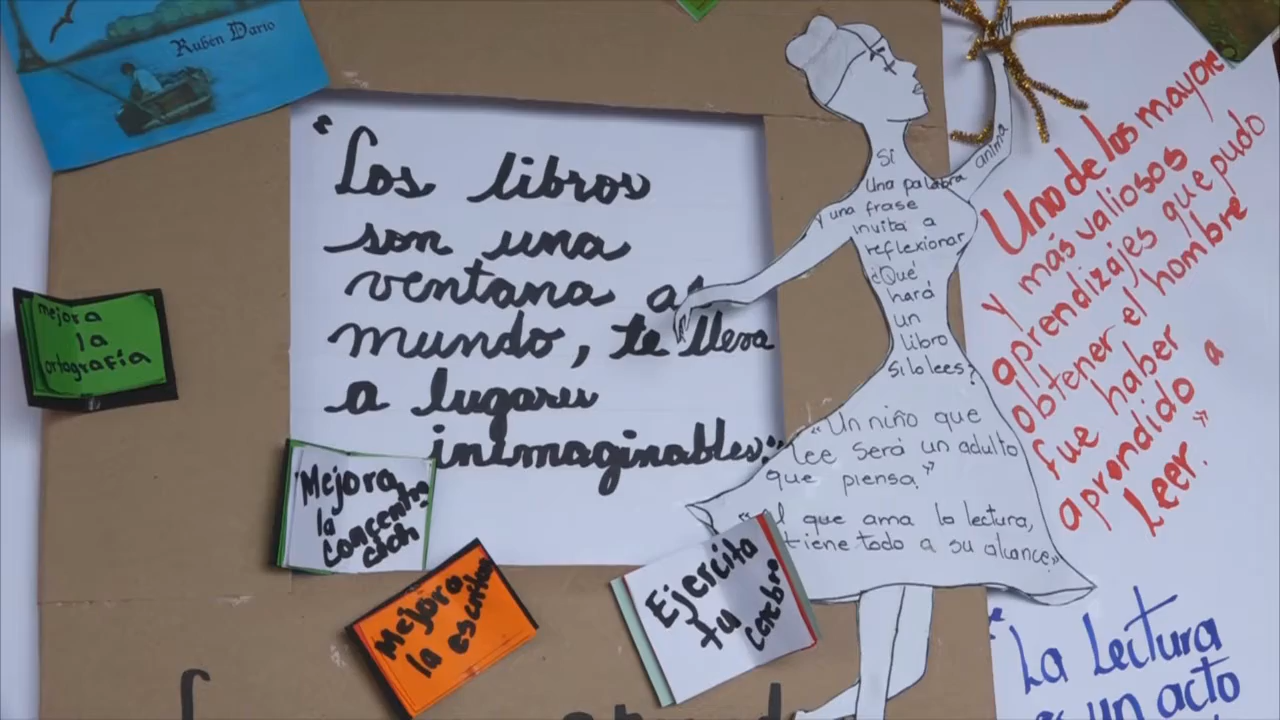 Rubén Darío
"Los libros
son una
ventana al
mundo, te lleva
a lugares
inimaginables."
mejora
la
ortografía
Mejora
la
concentra
ción
Mejora
la escritura
Ejercita
tu
cerebro
Si
Una palabra anima
y una frase
invita a
reflexionar
¿Qué
hará
un
libro
si lo lees?
"Un niño que
lee será un adulto
que piensa."
"El que ama la lectura,
tiene todo a su alcance"
Uno de los mayores
y más valiosos
aprendizajes que pudo
obtener el hombre
fue haber
aprendido a
Leer."
"La Lectura
es un acto